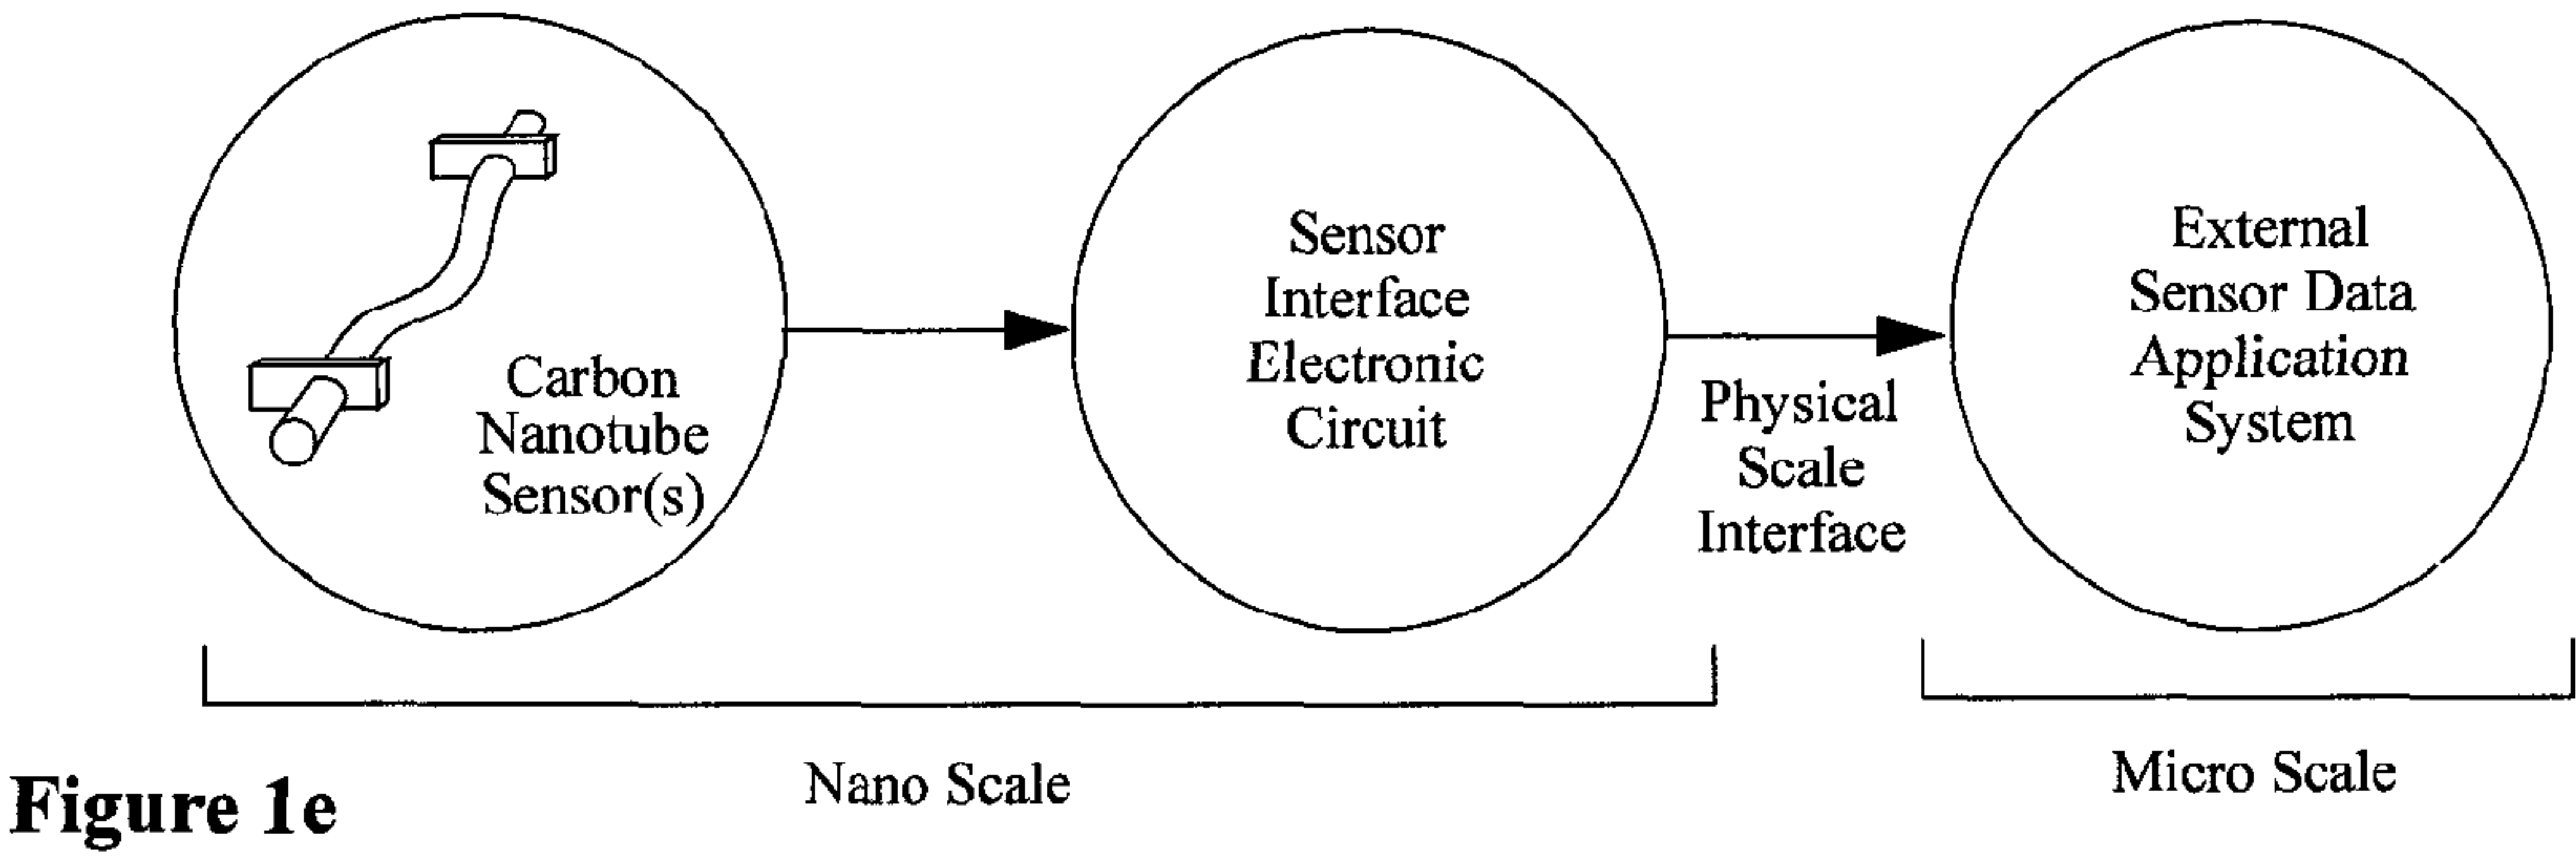 Carbon
Nanotube
Sensor(s)
Sensor
Interface
Electronic
Circuit
Physical
Scale
Interface
External
Sensor Data
Application
System
Nano Scale
Micro Scale
Figure 1e